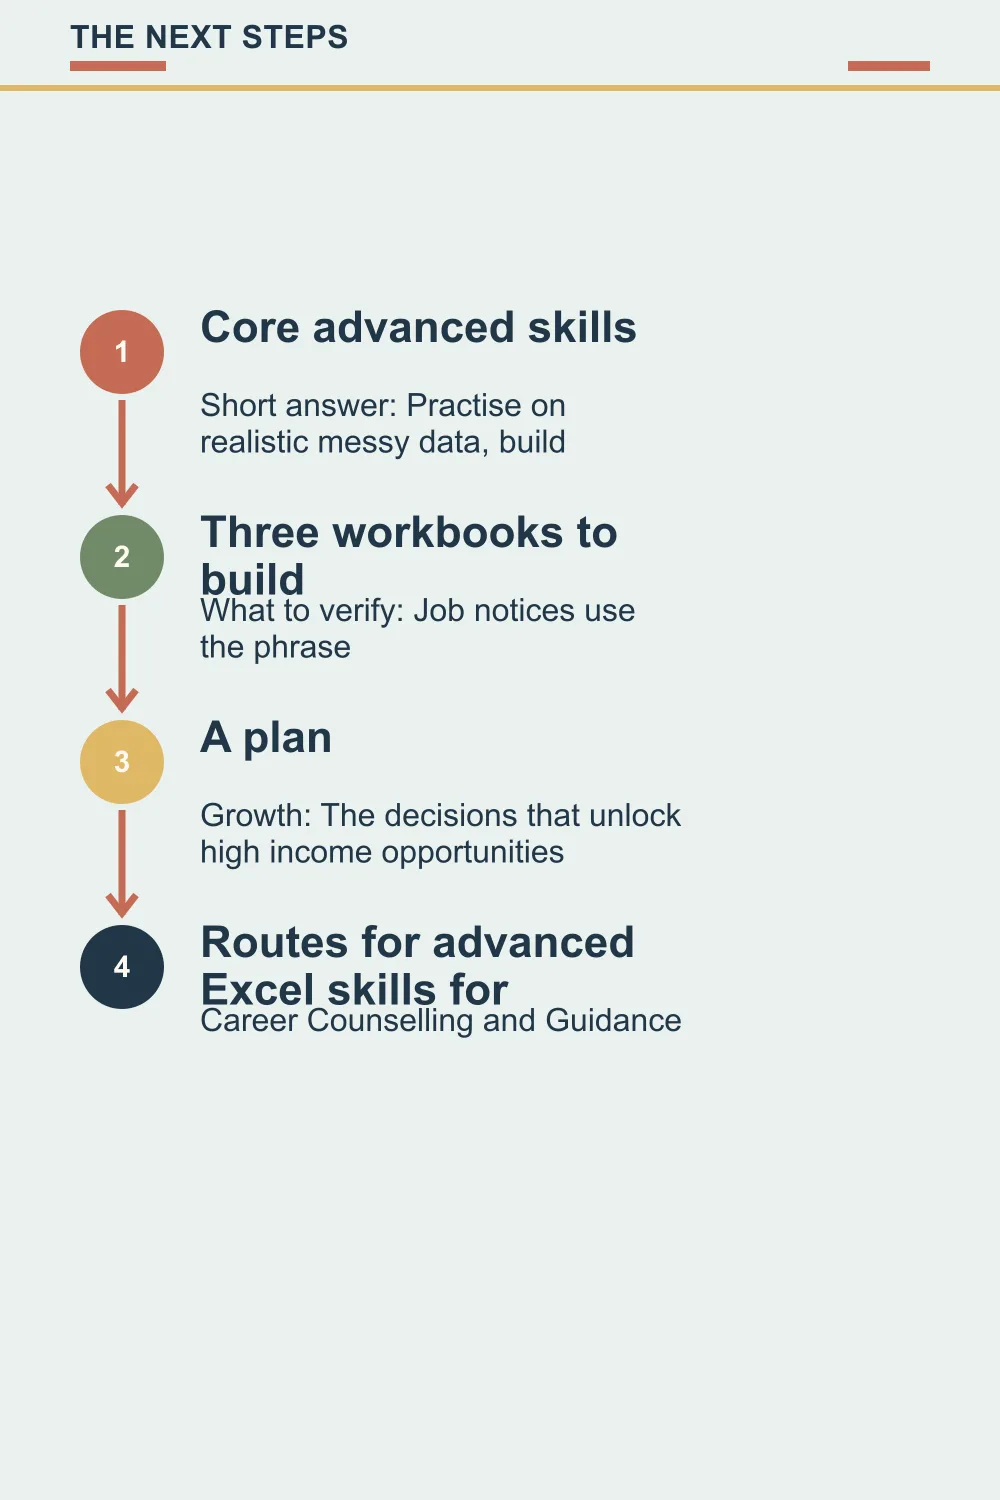 THE NEXT STEPS
1
Core advanced skills
Short answer: Practise on
realistic messy data, build
2
Three workbooks to
build
What to verify: Job notices use
the phrase
3
A plan
Growth: The decisions that unlock
high income opportunities
4
Routes for advanced
Excel skills for
Career Counselling and Guidance